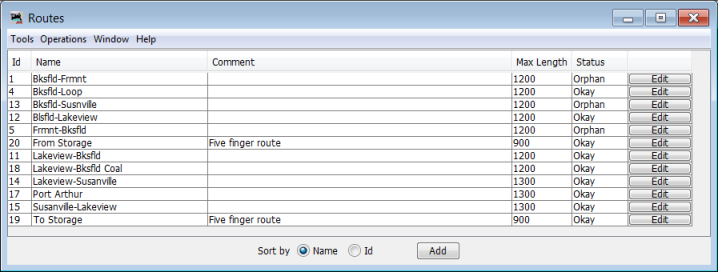 Routes
Tools Operations Window Help
Id Name Comment Max Length Status
1 Bksfld-Frmnt 1200 Orphan Edit
4 Bksfld-Loop 1200 Okay Edit
13 Bksfld-Susnville 1200 Orphan Edit
12 Blsfld-Lakeview 1200 Okay Edit
5 Frmnt-Bksfld 1200 Orphan Edit
20 From Storage Five finger route 900 Okay Edit
11 Lakeview-Bksfld 1200 Okay Edit
18 Lakeview-Bksfld Coal 1200 Okay Edit
14 Lakeview-Susanville 1300 Okay Edit
17 Port Arthur 1300 Okay Edit
15 Susanville-Lakeview 1300 Okay Edit
19 To Storage Five finger route 900 Okay Edit
Sort by Name Id Add